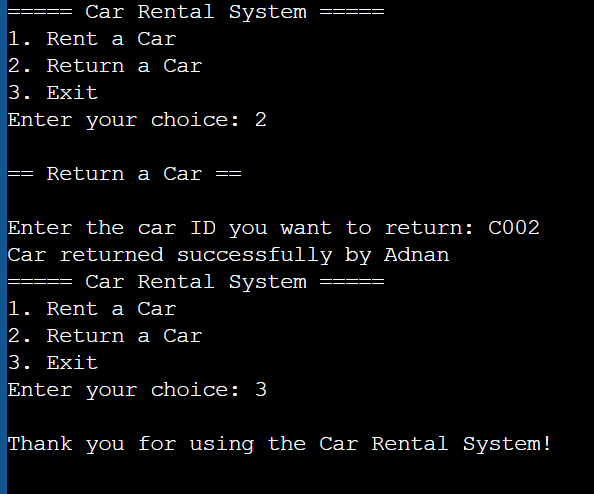 ===== Car Rental System =====
1. Rent a Car
2. Return a Car
3. Exit
Enter your choice: 2
== Return a Car ==
Enter the car ID you want to return: C002
Car returned successfully by Adnan
===== Car Rental System =====
1. Rent a Car
2. Return a Car
3. Exit
Enter your choice: 3
Thank you for using the Car Rental System!